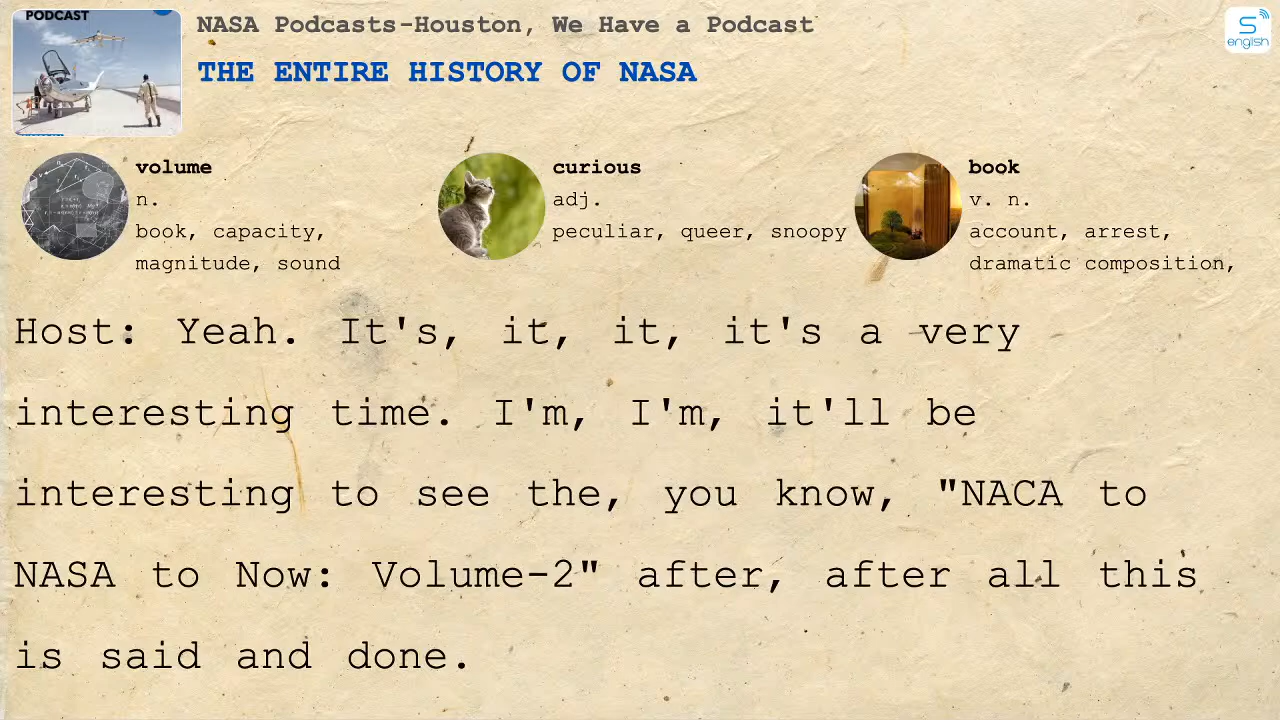 PODCAST
NASA Podcasts-Houston, We Have a Podcast
THE ENTIRE HISTORY OF NASA
S
english
volume
n.
book, capacity,
magnitude, sound
curious
adj.
peculiar, queer, snoopy
book
v. n.
account, arrest,
dramatic composition,
Host: Yeah. It's, it, it, it's a very
interesting time. I'm, I'm, it'll be
interesting to see the, you know, "NACA to
NASA to Now: Volume-2" after, after all this
is said and done.